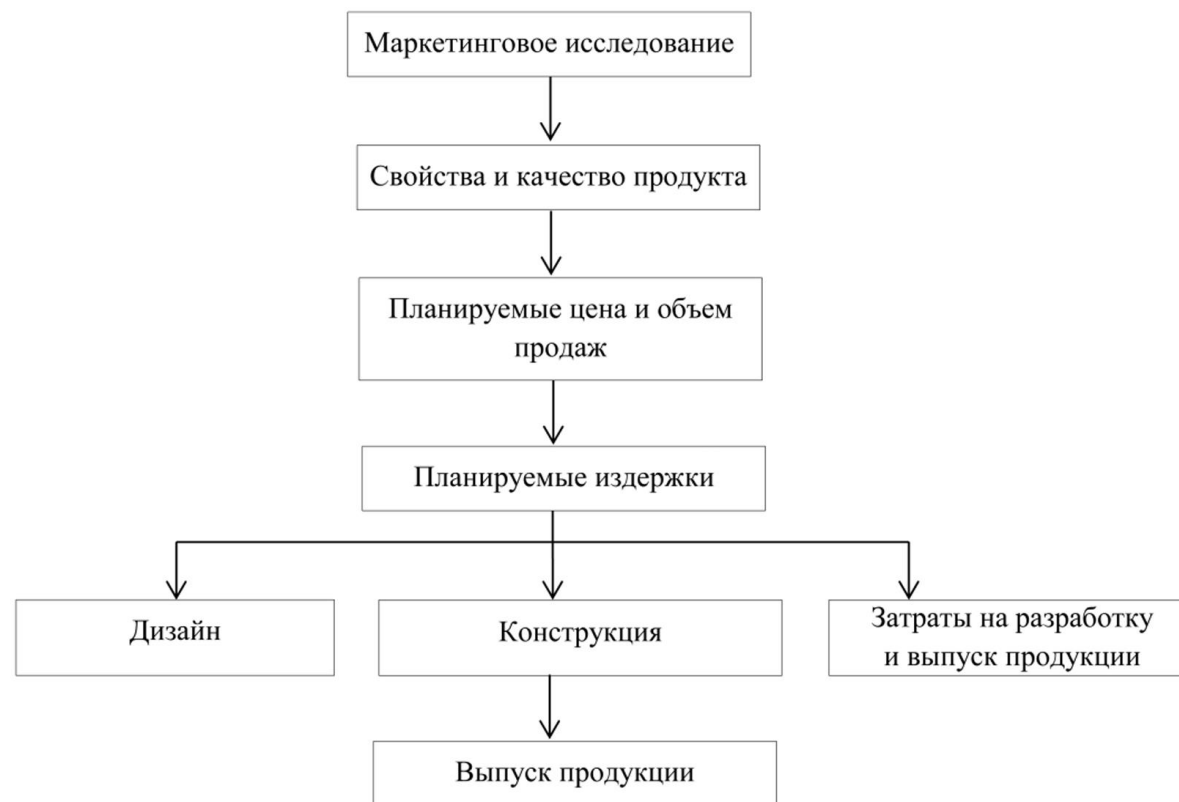 Маркетинговое исследование
Свойства и качество продукта
Планируемые цена и объем
продаж
Планируемые издержки
Дизайн
Конструкция
Затраты на разработку
и выпуск продукции
Выпуск продукции